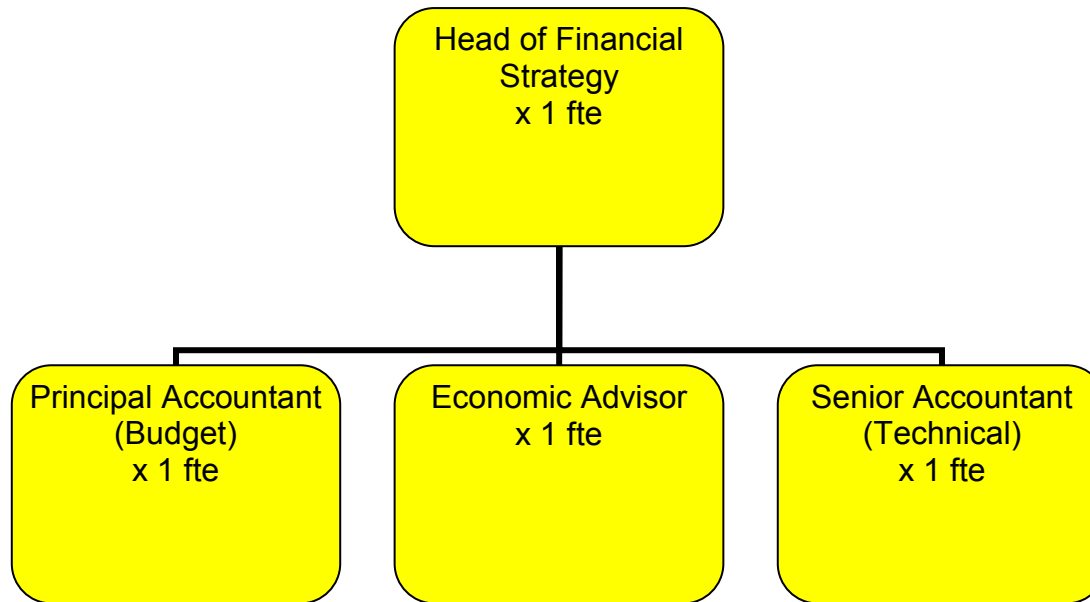 Head of Financial
Strategy
x 1 fte
Principal Accountant
(Budget)
x 1 fte
Economic Advisor
x 1 fte
Senior Accountant
(Technical)
x 1 fte